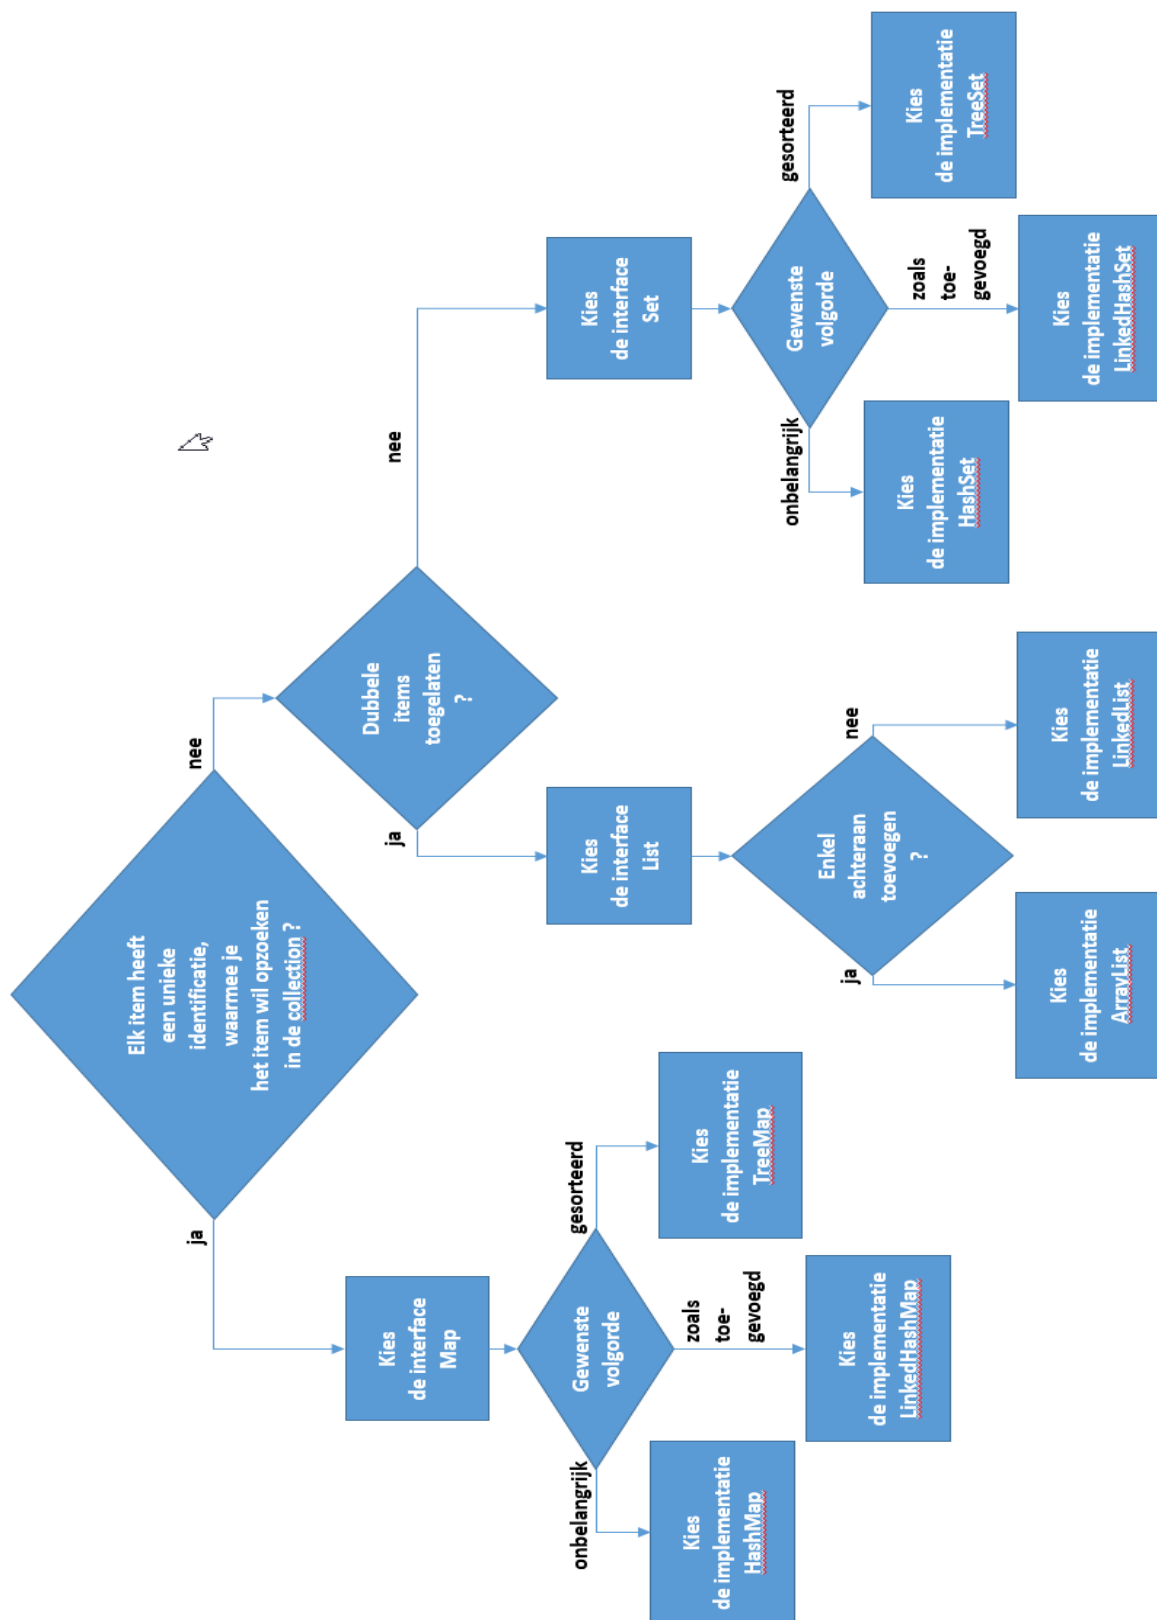 Elk item heeft
een unieke
identificatie,
waarmee je
het item wil opzoeken
in de collection ?
ja
nee
Kies
de interface
Map
Gewenste
volgorde
onbelangrijk
zoals
toe-
gevoegd
gesorteerd
Kies
de implementatie
HashMap
Kies
de implementatie
LinkedHashMap
Kies
de implementatie
TreeMap
Dubbele
items
toegelaten
?
ja
nee
Kies
de interface
List
Enkel
achteraan
toevoegen
?
ja
nee
Kies
de implementatie
ArrayList
Kies
de implementatie
LinkedList
Kies
de interface
Set
Gewenste
volgorde
onbelangrijk
zoals
toe-
gevoegd
gesorteerd
Kies
de implementatie
HashSet
Kies
de implementatie
LinkedHashSet
Kies
de implementatie
TreeSet